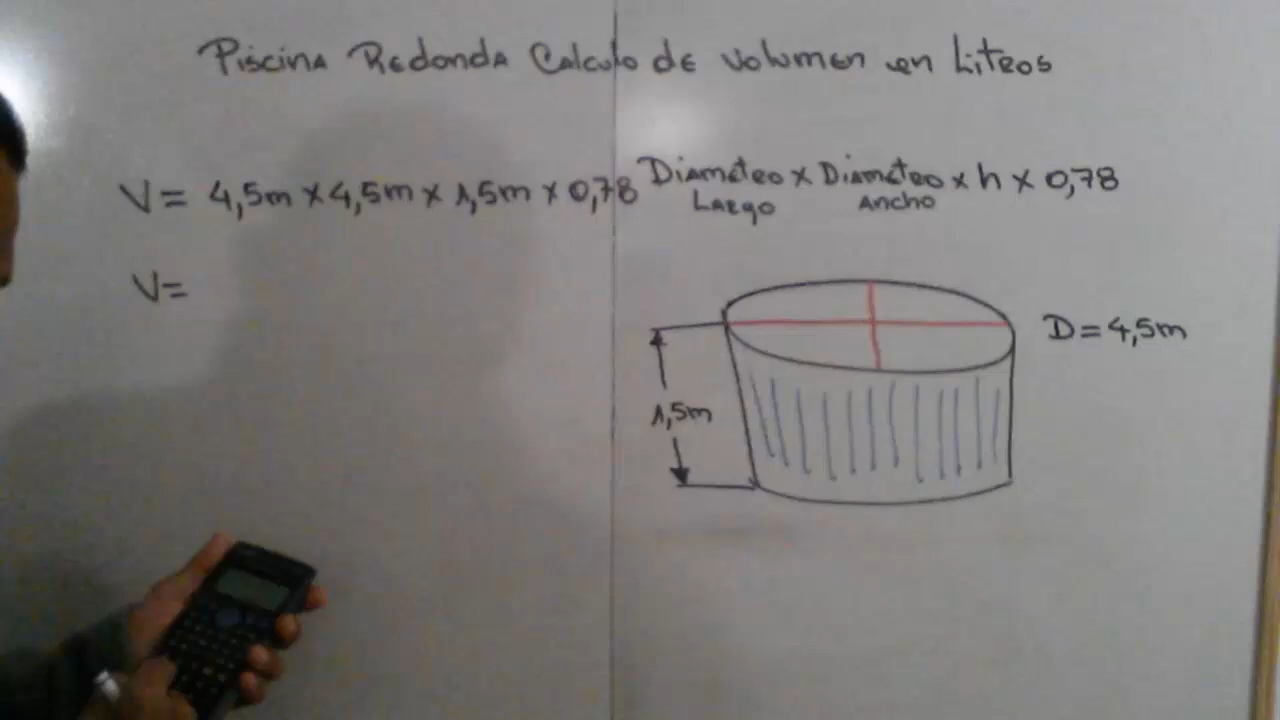 Piscina Redonda Calculo de Volumen en Litros
V= 4,5m x 4,5m x 1,5m x 0,78
Diametro x Diametro x h x 0,78
Largo Ancho
V=
D=4,5m
1,5m